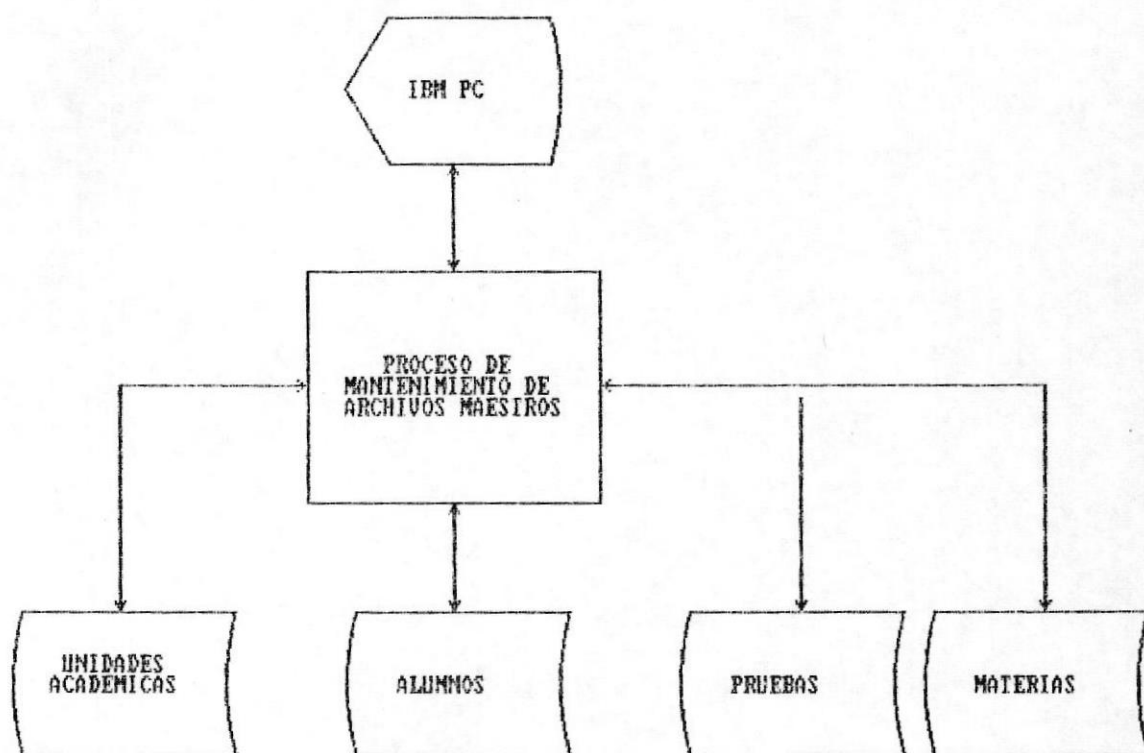 IBM PC
PROCESO DE
MANTENIMIENTO DE
ARCHIVOS MAESTROS
UNIDADES
ACADEMICAS
ALUMNOS
PRUEBAS
MATERIAS